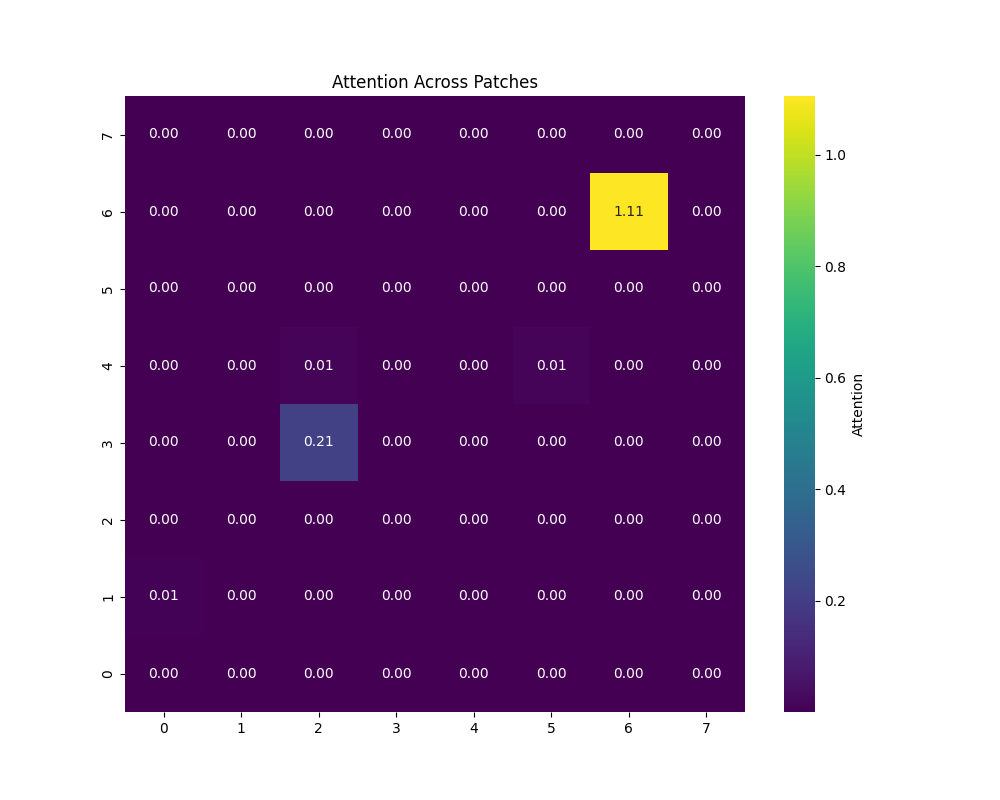 Attention Across Patches
7 0.00 0.00 0.00 0.00 0.00 0.00 0.00 0.00
1.0
6 0.00 0.00 0.00 0.00 0.00 0.00 1.11 0.00
0.8
5 0.00 0.00 0.00 0.00 0.00 0.00 0.00 0.00
4 0.00 0.00 0.01 0.00 0.00 0.01 0.00 0.00
0.6
Attention
3 0.00 0.00 0.21 0.00 0.00 0.00 0.00 0.00
0.4
2 0.00 0.00 0.00 0.00 0.00 0.00 0.00 0.00
1 0.01 0.00 0.00 0.00 0.00 0.00 0.00 0.00
0.2
0 0.00 0.00 0.00 0.00 0.00 0.00 0.00 0.00
0 1 2 3 4 5 6 7